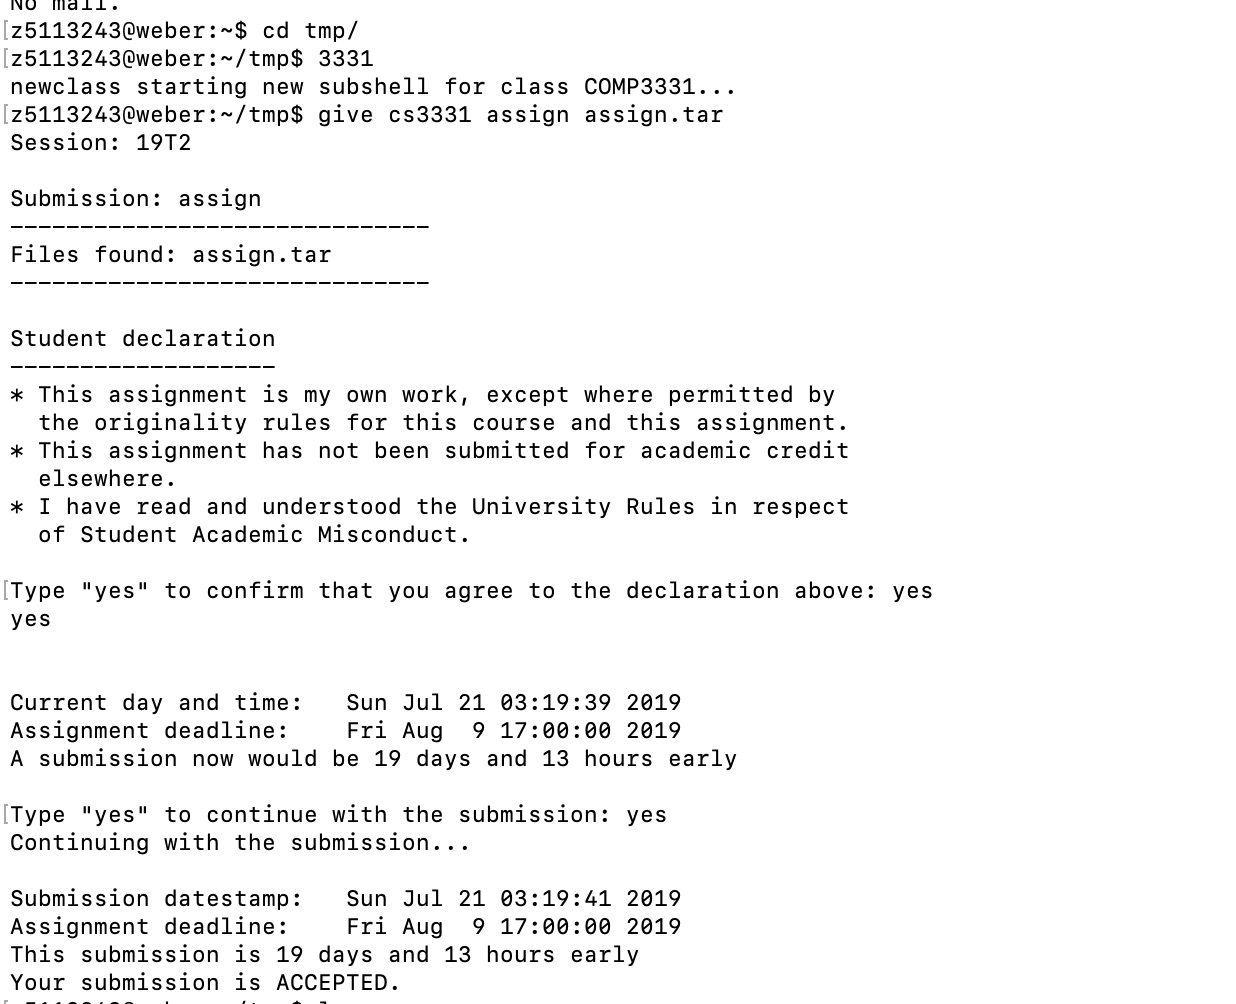 No mail.
z5113243@weber:~$ cd tmp/
z5113243@weber:~/tmp$ 3331
newclass starting new subshell for class COMP3331...
z5113243@weber:~/tmp$ give cs3331 assign assign.tar
Session: 19T2
Submission: assign
------------------------------
Files found: assign.tar
------------------------------
Student declaration
-------------------
* This assignment is my own work, except where permitted by
the originality rules for this course and this assignment.
* This assignment has not been submitted for academic credit
elsewhere.
* I have read and understood the University Rules in respect
of Student Academic Misconduct.
Type "yes" to confirm that you agree to the declaration above: yes
yes
Current day and time:   Sun Jul 21 03:19:39 2019
Assignment deadline:    Fri Aug  9 17:00:00 2019
A submission now would be 19 days and 13 hours early
Type "yes" to continue with the submission: yes
Continuing with the submission...
Submission datestamp:   Sun Jul 21 03:19:41 2019
Assignment deadline:    Fri Aug  9 17:00:00 2019
This submission is 19 days and 13 hours early
Your submission is ACCEPTED.